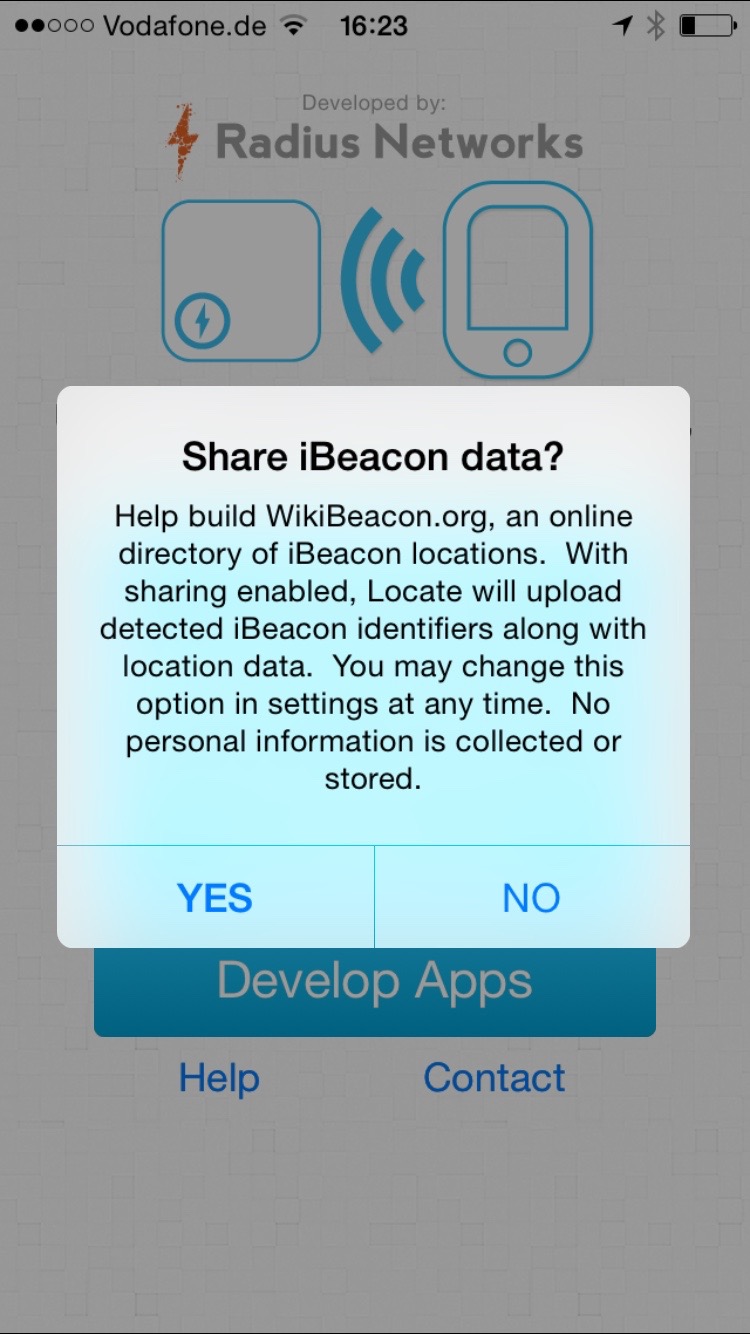 Vodafone.de 16:23
Developed by:
Radius Networks
Share iBeacon data?
Help build WikiBeacon.org, an online
directory of iBeacon locations.  With
sharing enabled, Locate will upload
detected iBeacon identifiers along with
location data.  You may change this
option in settings at any time.  No
personal information is collected or
stored.
YES NO
Develop Apps
Help Contact